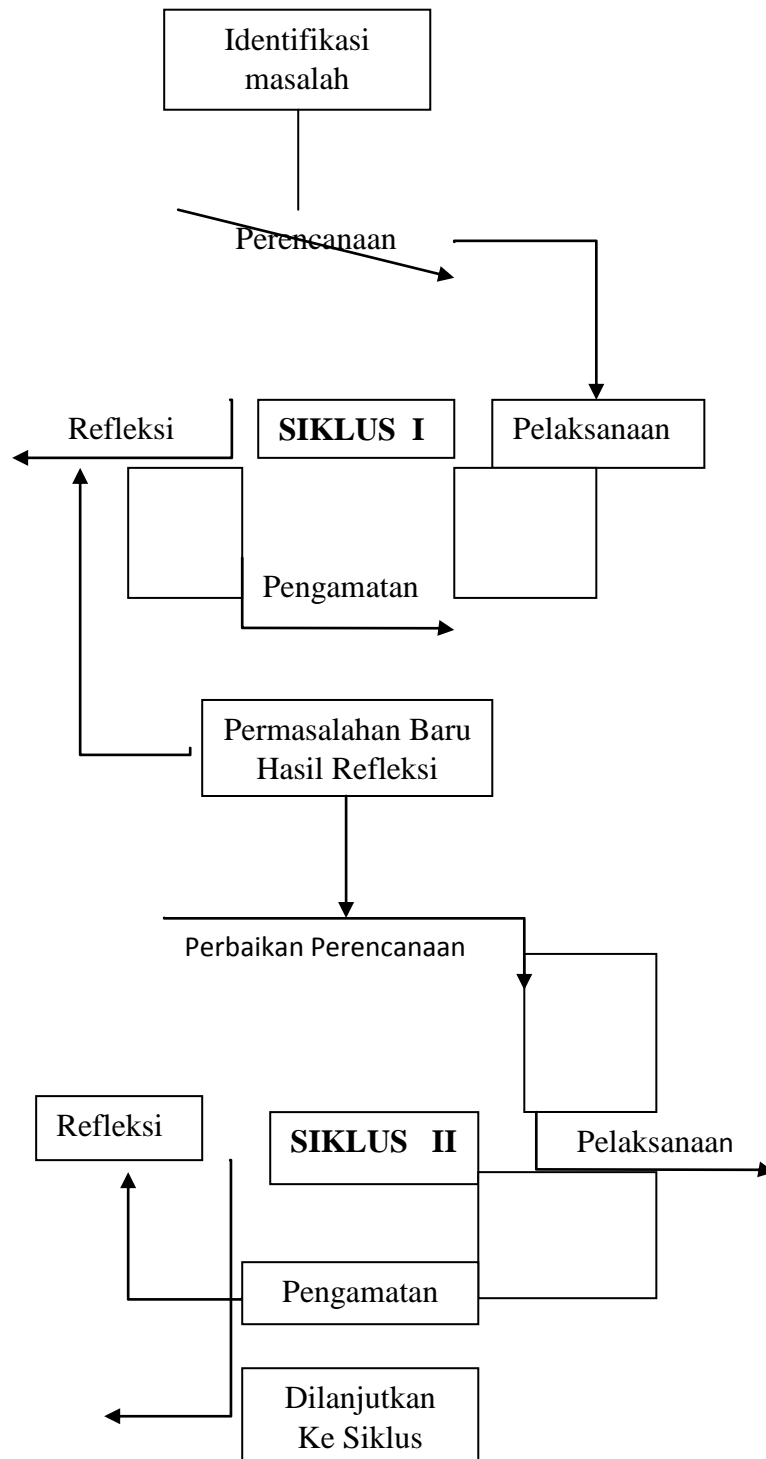 Identifikasi
masalah
Perencanaan
Refleksi
SIKLUS I
Pelaksanaan
Pengamatan
Permasalahan Baru
Hasil Refleksi
Perbaikan Perencanaan
Refleksi
SIKLUS II
Pelaksanaan
Pengamatan
Dilanjutkan
Ke Siklus